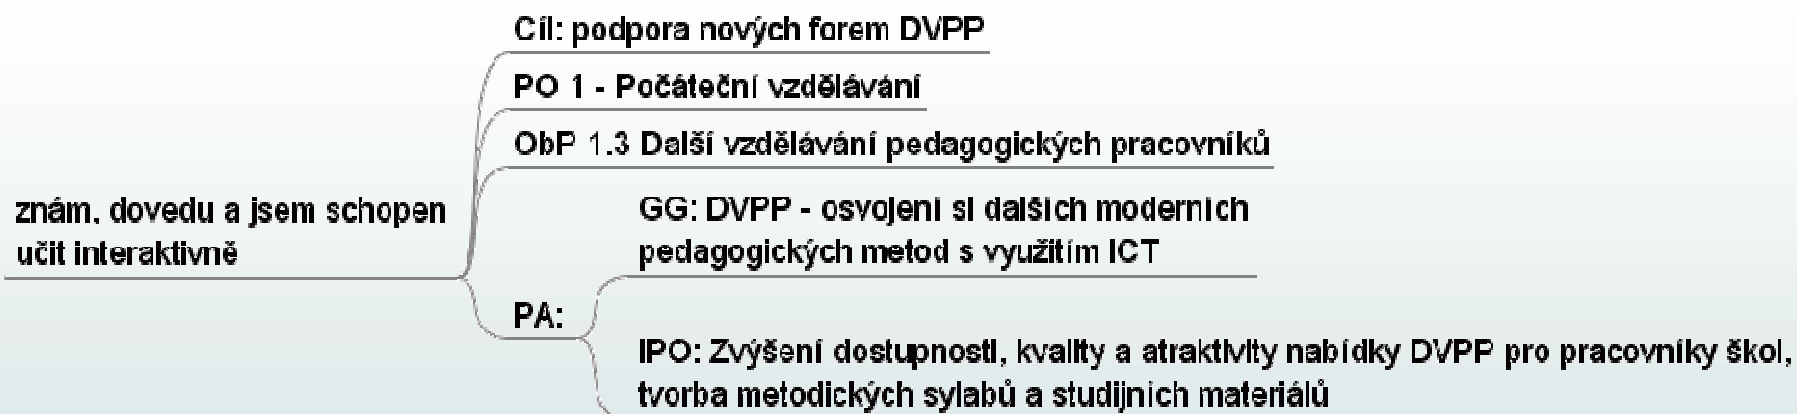 Cíl: podpora nových forem DVPP
PO 1 - Počáteční vzdělávání
ObP 1.3 Další vzdělávání pedagogických pracovníků
znám, dovedu a jsem schopen
učit interaktivně
PA:
GG: DVPP - osvojení si dalších moderních
pedagogických metod s využitím ICT
IPO: Zvýšení dostupnosti, kvality a atraktivity nabídky DVPP pro pracovníky škol,
tvorba metodických sylabů a studijních materiálů